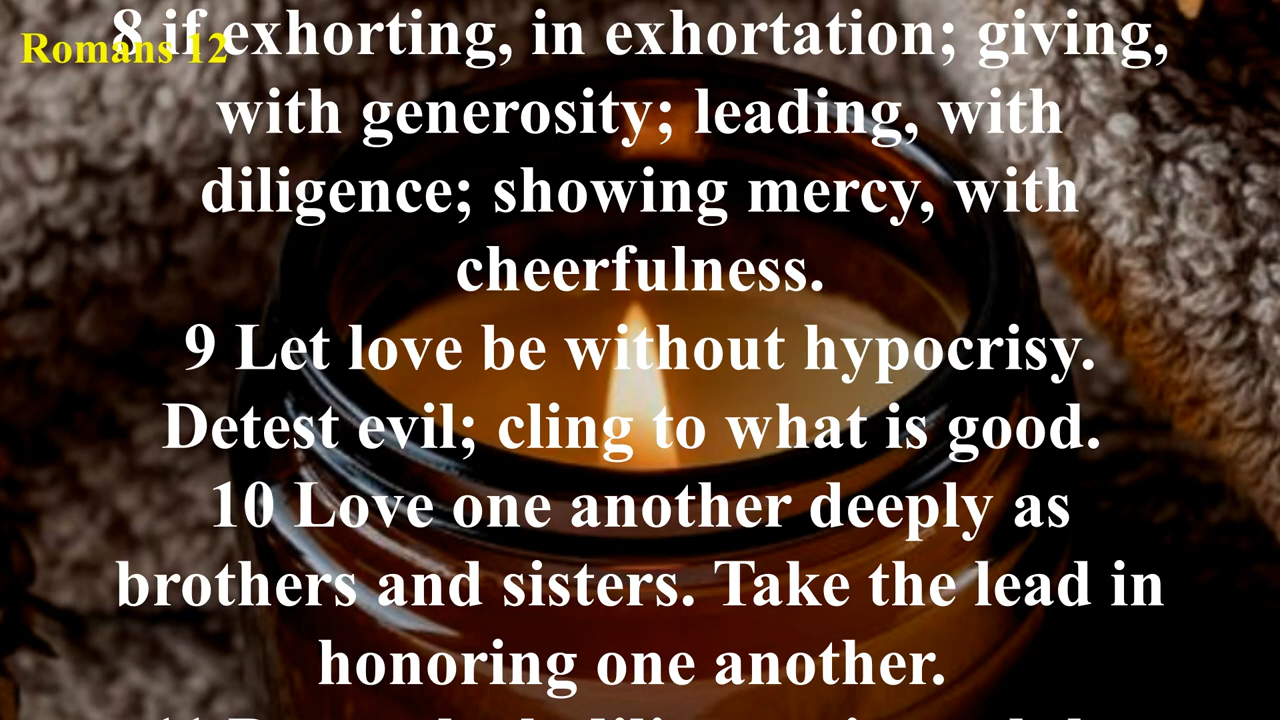 Romans 12
8 if exhorting, in exhortation; giving,
with generosity; leading, with
diligence; showing mercy, with
cheerfulness.
9 Let love be without hypocrisy.
Detest evil; cling to what is good.
10 Love one another deeply as
brothers and sisters. Take the lead in
honoring one another.